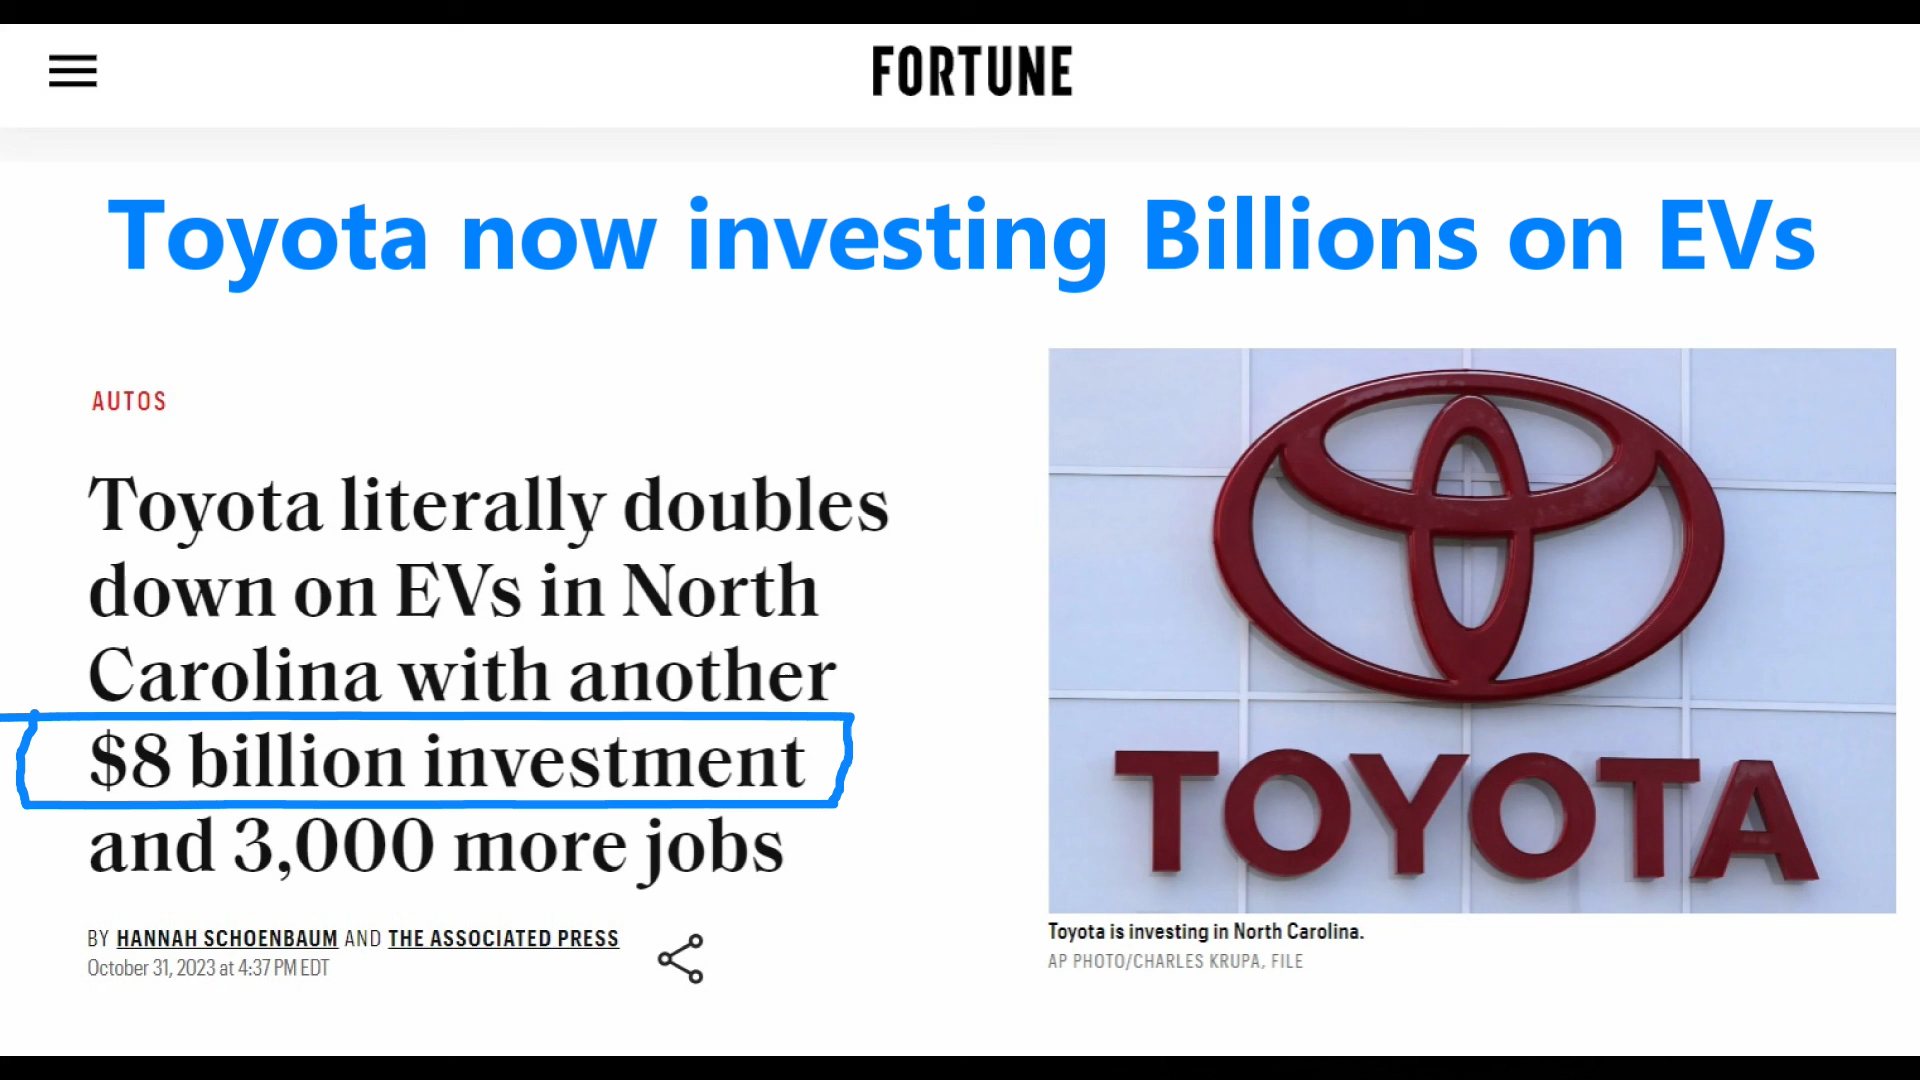 FORTUNE
Toyota now investing Billions on EVs
AUTOS
Toyota literally doubles
down on EVs in North
Carolina with another
$8 billion investment
and 3,000 more jobs
BY HANNAH SCHOENBAUM AND THE ASSOCIATED PRESS
October 31, 2023 at 4:37 PM EDT
TOYOTA
Toyota is investing in North Carolina.
AP PHOTO/CHARLES KRUPA, FILE